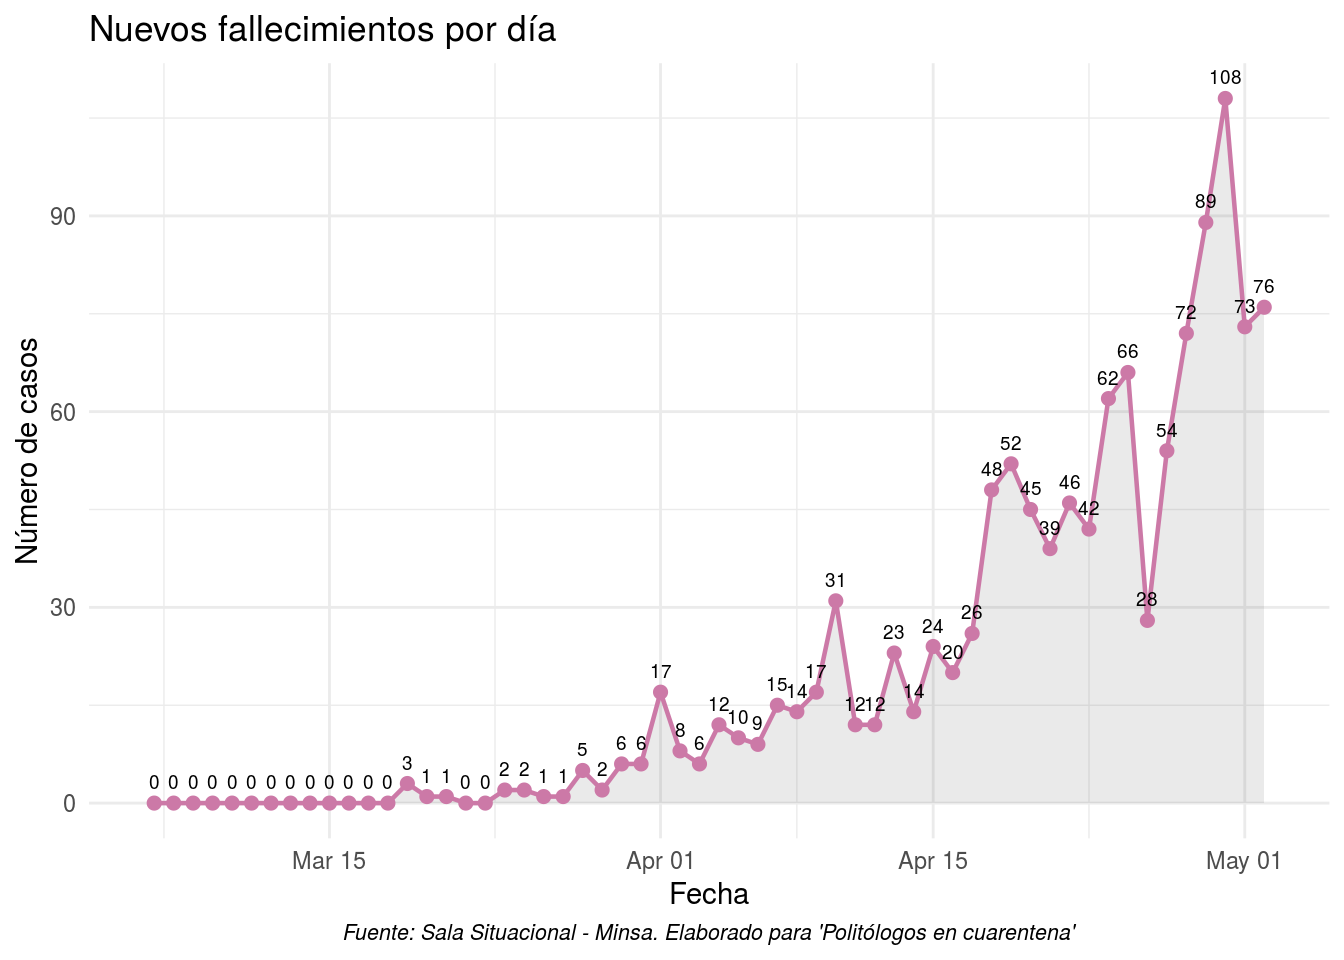 Nuevos fallecimientos por día
Número de casos
90
60
30
0
0 0 0 0 0 0 0 0 0 0 0 0 0 3 1 1 0 0 2 2 1 1 5 2 6 6 17 8 6 12 10 9 15 14 17 31 12 12 23 14 24 20 26 48 52 45 39 46 42 62 66 28 54 72 89 108 73 76
Mar 15 Apr 01 Apr 15 May 01
Fecha
Fuente: Sala Situacional - Minsa. Elaborado para 'Politólogos en cuarentena'